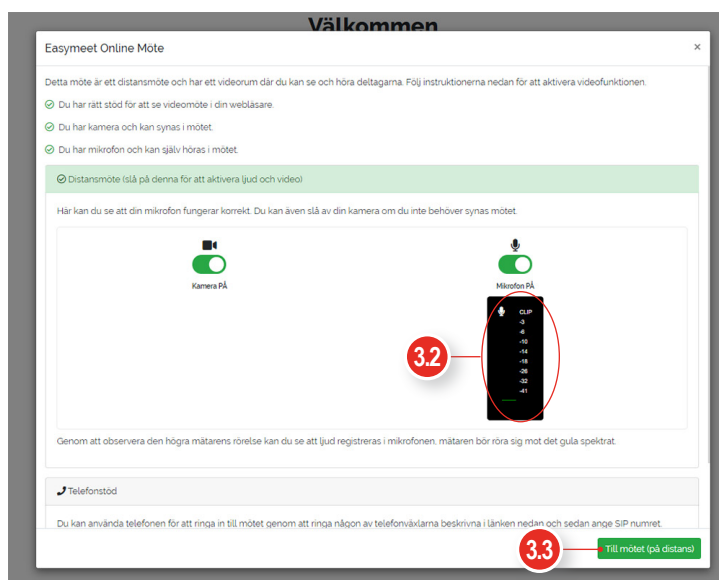 Välkommen
Easymeet Online Möte ×
Detta möte är ett distansmöte och har ett videorum där du kan se och höra deltagarna. Följ instruktionerna nedan för att aktivera videofunktionen.
Du har rätt stöd för att se videomöte i din webläsare.
Du har kamera och kan synas i mötet.
Du har mikrofon och kan själv höras i mötet.
Distansmöte (slå på denna för att aktivera ljud och video)
Här kan du se att din mikrofon fungerar korrekt. Du kan även slå av din kamera om du inte behöver synas mötet.
Kamera PÅ
Mikrofon PÅ
CLIP
-3
-6
-10
-14
-18
-26
-32
-41
3.2
Genom att observera den högra mätarens rörelse kan du se att ljud registreras i mikrofonen, mätaren bör röra sig mot det gula spektrat.
Telefonstöd
Du kan använda telefonen för att ringa in till mötet genom att ringa någon av telefonväxlarna beskrivna i länken nedan och sedan ange SIP numret.
3.3
Till mötet (på distans)